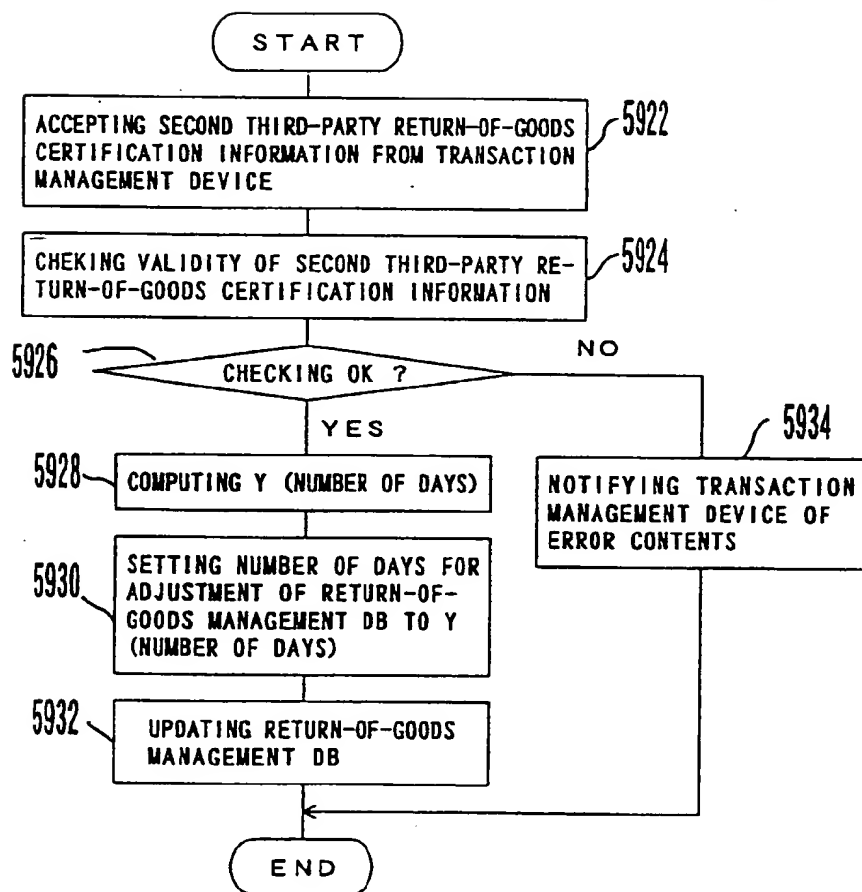 START
ACCEPTING SECOND THIRD-PARTY RETURN-OF-GOODS
CERTIFICATION INFORMATION FROM TRANSACTION
MANAGEMENT DEVICE
5922
CHEKING VALIDITY OF SECOND THIRD-PARTY RE-
TURN-OF-GOODS CERTIFICATION INFORMATION
5924
5926
CHECKING OK ?
NO
YES
5928
COMPUTING Y (NUMBER OF DAYS)
5934
NOTIFYING TRANSACTION
MANAGEMENT DEVICE OF
ERROR CONTENTS
5930
SETTING NUMBER OF DAYS FOR
ADJUSTMENT OF RETURN-OF-
GOODS MANAGEMENT DB TO Y
(NUMBER OF DAYS)
5932
UPDATING RETURN-OF-GOODS
MANAGEMENT DB
END